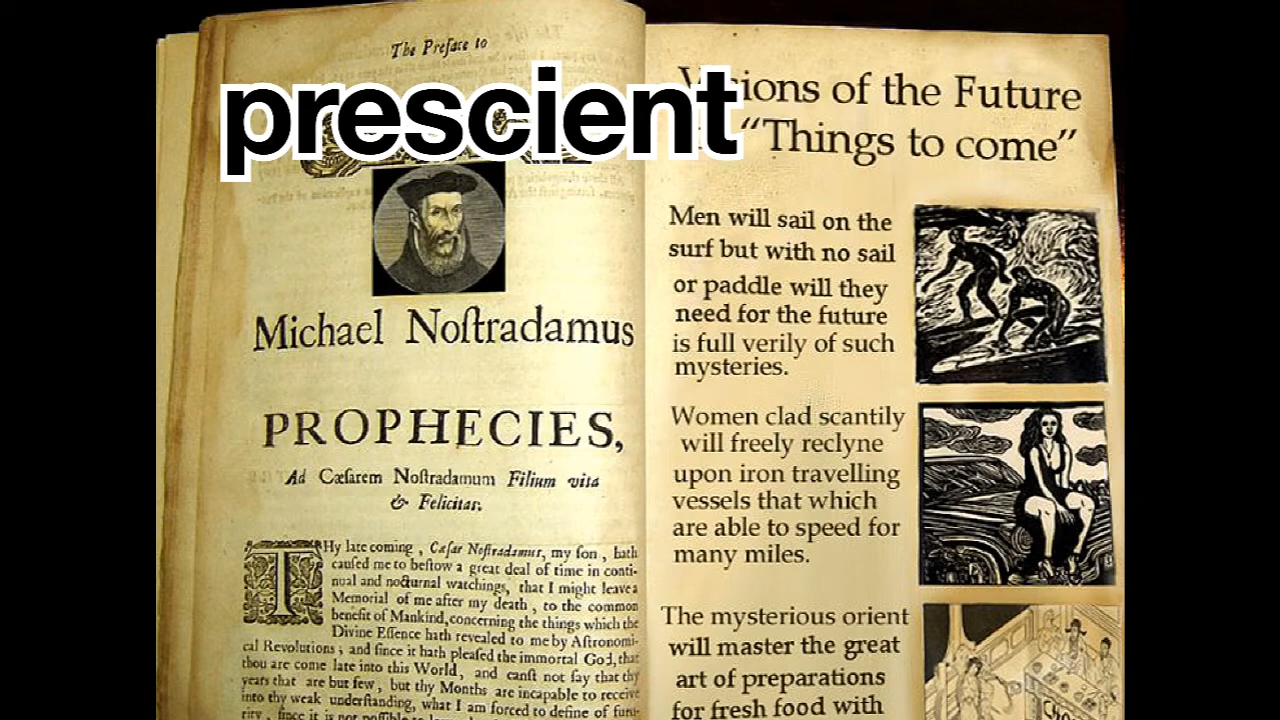 The Preface to
prescient
Michael Noſtradamus
PROPHECIES,
Ad Cæſarem Noſtradamum Filium vita
& Felicitas.
THy late coming , Cæſar Noſtradamus, my ſon , hath
cauſed me to beſtow a great deal of time in conti-
nual and nocturnal watchings, that I might leave a
Memorial of me after my death , to the common
benefit of Mankind, concerning the things which the
Divine Eſſence hath revealed to me by Aſtronomi-
cal Revolutions ; and ſince it hath pleaſed the immortal God, that
thou are come late into this World, and canſt not ſay that thy
years that are but few, but thy Months are incapable to receive
into thy weak underſtanding, what I am forced to define of futu-
rity , ſince it is not poſſible to
Visions of the Future
“Things to come”
Men will sail on the
surf but with no sail
or paddle will they
need for the future
is full verily of such
mysteries.
Women clad scantily
will freely reclyne
upon iron travelling
vessels that which
are able to speed for
many miles.
The mysterious orient
will master the great
art of preparations
for fresh food with